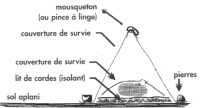 mousqueton
(ou pince à linge)
couverture de survie
couverture de survie
lit de cordes (isolant)
pierres
sol aplani